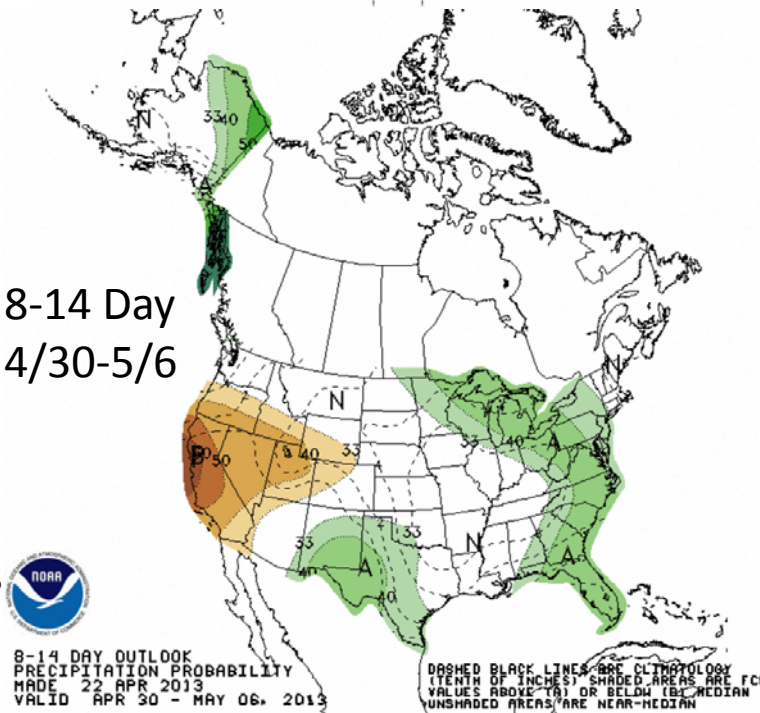 N
33 40
50
A
8-14 Day
4/30-5/6
N
N
33
40
A
B
50
40
33
33
33
N
A
A
40
40
NOAA
8-14 DAY OUTLOOK
PRECIPITATION PROBABILITY
MADE 22 APR 2013
VALID APR 30 - MAY 06, 2013
DASHED BLACK LINES ARE CLIMATOLOGY
(TENTH OF INCHES) SHADED AREAS ARE FC
VALUES ABOVE (A) OR BELOW (B) MEDIAN
UNSHADED AREAS ARE NEAR-MEDIAN